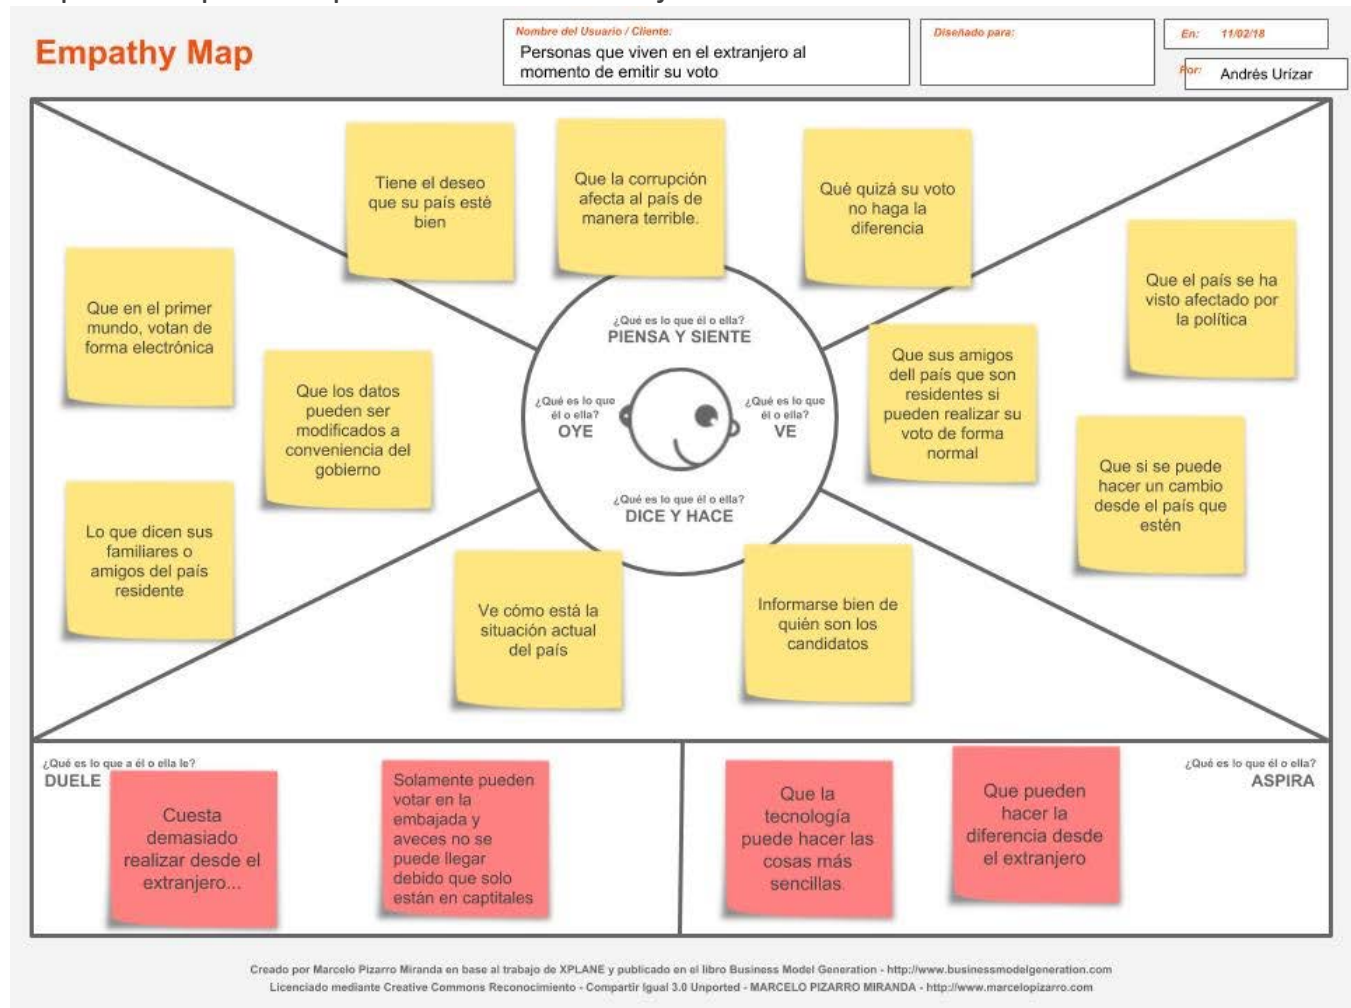 Empathy Map
Nombre del Usuario / Cliente:
Personas que viven en el extranjero al
momento de emitir su voto
Diseñado para:
En: 11/02/18
Por: Andrés Urízar
Tiene el deseo
que su país esté
bien
Que la corrupción
afecta al país de
manera terrible.
Qué quizá su voto
no haga la
diferencia
Que en el primer
mundo, votan de
forma electrónica
Que los datos
pueden ser
modificados a
conveniencia del
gobierno
Lo que dicen sus
familiares o
amigos del país
residente
¿Qué es lo que él o ella?
PIENSA Y SIENTE
¿Qué es lo que
él o ella?
OYE
¿Qué es lo que
él o ella?
VE
¿Qué es lo que él o ella?
DICE Y HACE
Que el país se ha
visto afectado por
la política
Que sus amigos
dell país que son
residentes si
pueden realizar su
voto de forma
normal
Que si se puede
hacer un cambio
desde el país que
estén
Ve cómo está la
situación actual
del país
Informarse bien de
quién son los
candidatos
¿Qué es lo que a él o ella le?
DUELE
Cuesta
demasiado
realizar desde el
extranjero...
Solamente pueden
votar en la
embajada y
aveces no se
puede llegar
debido que solo
están en captitales
¿Qué es lo que él o ella?
ASPIRA
Que la
tecnología
puede hacer las
cosas más
sencillas.
Que pueden
hacer la
diferencia desde
el extranjero
Creado por Marcelo Pizarro Miranda en base al trabajo de XPLANE y publicado en el libro Business Model Generation - http://www.businessmodelgeneration.com
Licenciado mediante Creative Commons Reconocimiento - Compartir Igual 3.0 Unported - MARCELO PIZARRO MIRANDA - http://www.marcelopizarro.com